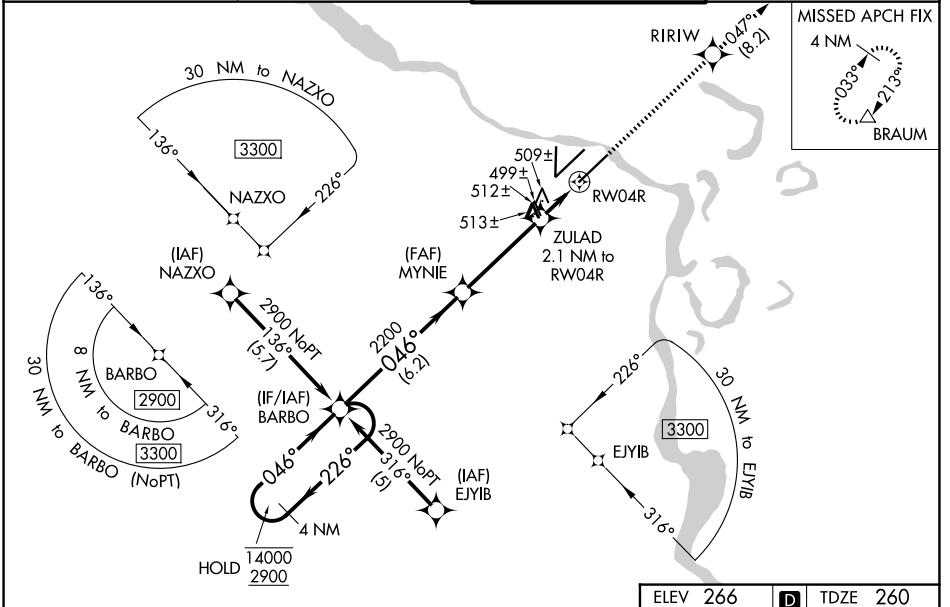 MISSED APCH FIX
4 NM
033°
213°
BRAUM
RIRIW
047°
(8.2)
30 NM to NAZXO
136°
3300
NAZXO
226°
509±
499±
512±
513±
RW04R
ZULAD
2.1 NM to
RW04R
(FAF)
MYNIE
(IAF)
NAZXO
2900 NoPT
136°
(5.7)
2200
046°
(6.2)
136°
BARBO
2900
316°
8 NM to BARBO
3300
30 NM to BARBO (NoPT)
(IF/IAF)
BARBO
046°
226°
4 NM
HOLD
14000
2900
2900 NoPT
316°
(5)
(IAF)
EJYIB
226°
3300
EJYIB
316°
30 NM to EJYIB
ELEV 266
D
TDZE 260